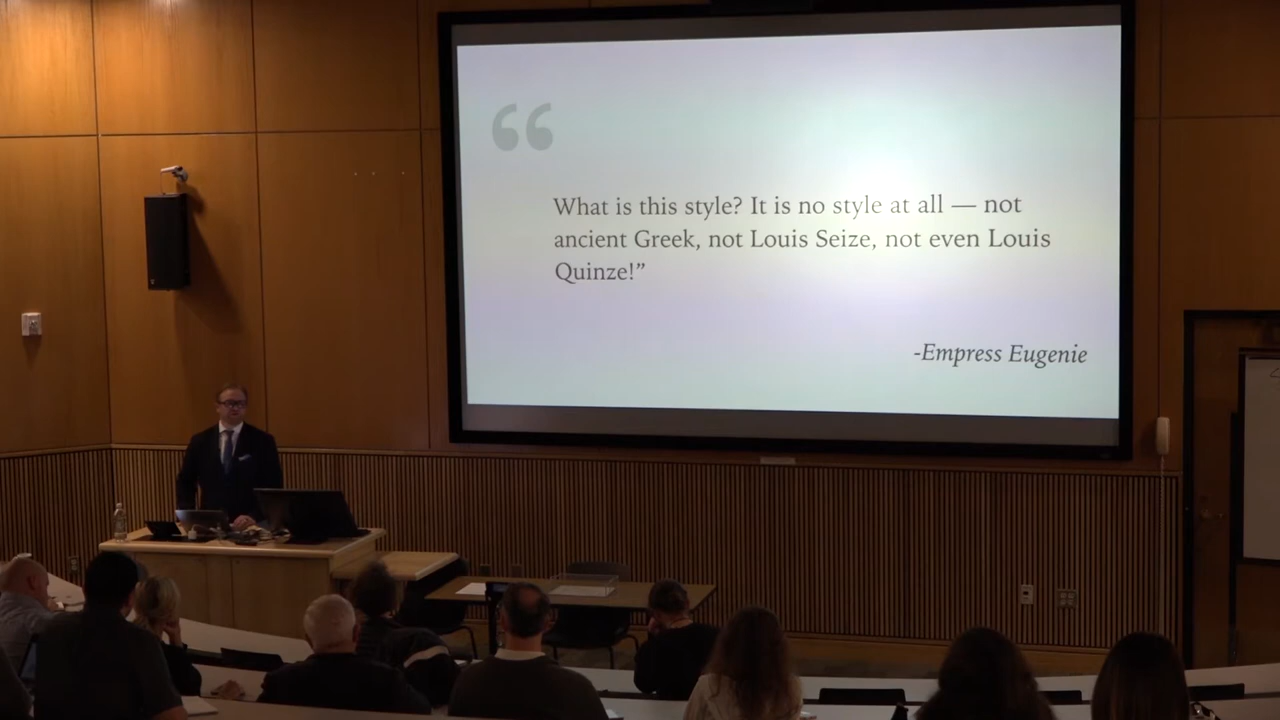 “
What is this style? It is no style at all — not
ancient Greek, not Louis Seize, not even Louis
Quinze!”
-Empress Eugenie